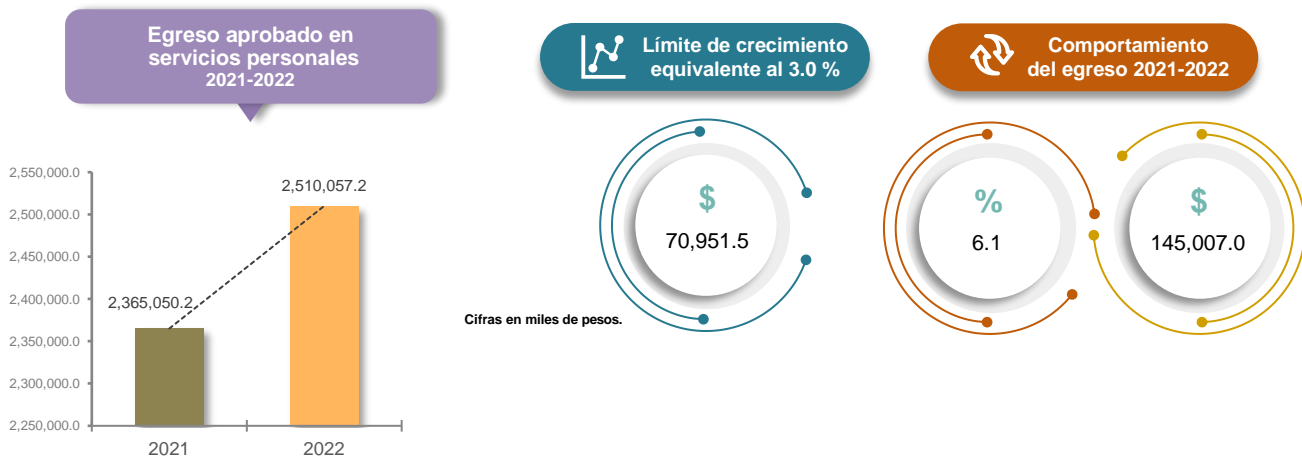 Egreso aprobado en
servicios personales
2021-2022
2,550,000.0
2,500,000.0
2,450,000.0
2,400,000.0
2,350,000.0
2,300,000.0
2,250,000.0
2,365,050.2
2,510,057.2
2021
2022
Límite de crecimiento
equivalente al 3.0 %
$
70,951.5
Cifras en miles de pesos.
Comportamiento
del egreso 2021-2022
%
6.1
$
145,007.0